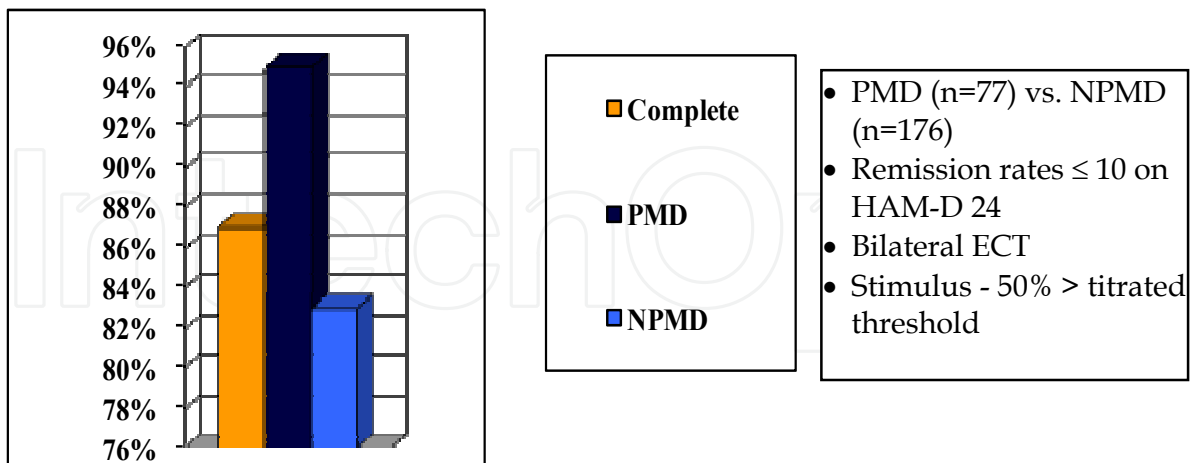 96%
94%
92%
90%
88%
86%
84%
82%
80%
78%
76%
Complete
PMD
NPMD
• PMD (n=77) vs. NPMD
(n=176)
• Remission rates ≤ 10 on
HAM-D 24
• Bilateral ECT
• Stimulus - 50% > titrated
threshold